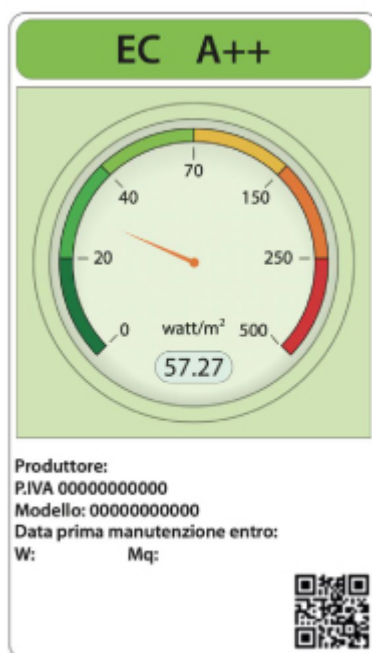 EC A++
70
40
150
20
250
0
watt/m²
500
57.27
Produttore:
P.IVA 00000000000
Modello: 00000000000
Data prima manutenzione entro:
W: Mq: